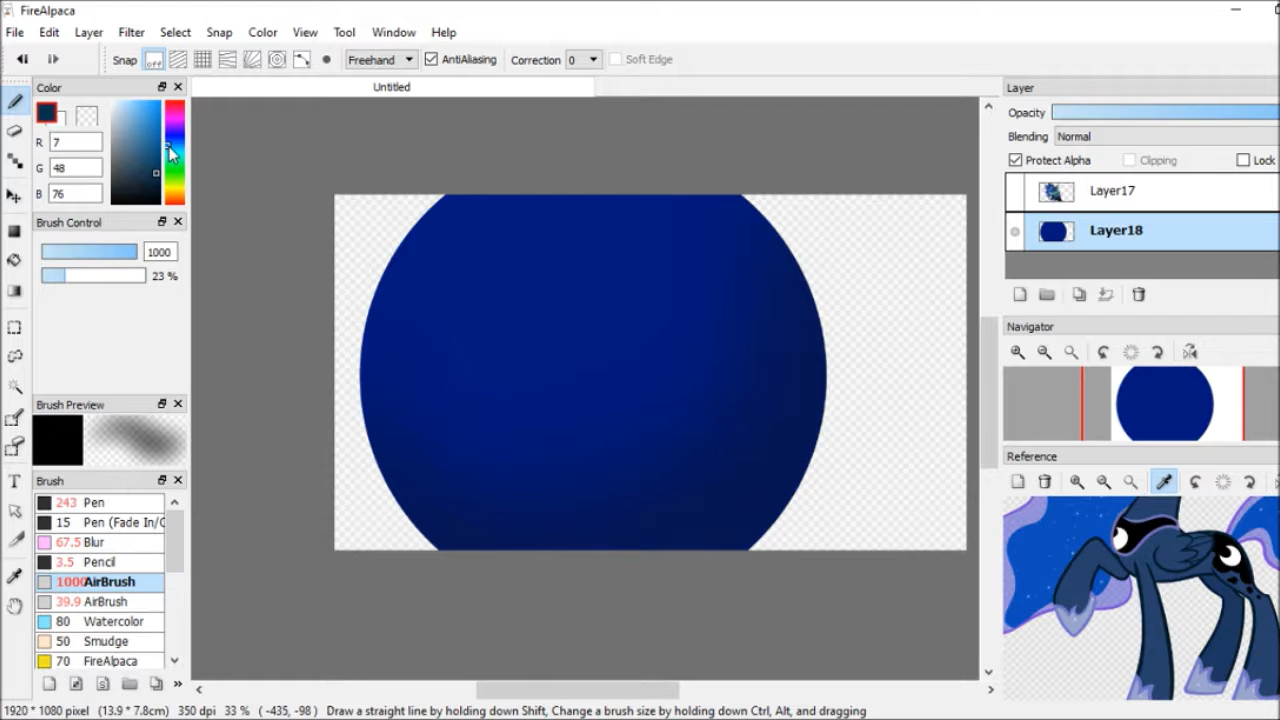 FireAlpaca
File Edit Layer Filter Select Snap Color View Tool Window Help
Snap off Freehand AntiAliasing Correction 0 Soft Edge
Color
Untitled
Layer
R 7
G 48
B 76
Opacity
Blending Normal
Protect Alpha Clipping Lock
Layer17
Layer18
Brush Control
1000
23 %
Navigator
Brush Preview
Reference
Brush
243 Pen
15 Pen (Fade In/O
67.5 Blur
3.5 Pencil
1000 AirBrush
39.9 AirBrush
80 Watercolor
50 Smudge
70 FireAlpaca
T
1920 * 1080 pixel (13.9 * 7.8cm) 350 dpi 33 % ( -435, -98 ) Draw a straight line by holding down Shift, Change a brush size by holding down Ctrl, Alt, and dragging